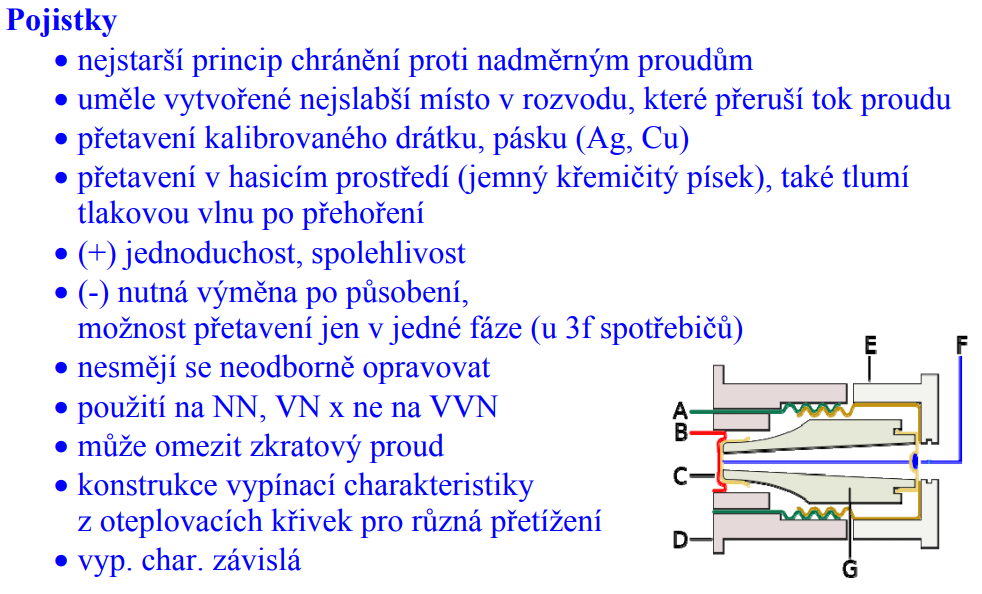 Pojistky
• nejstarší princip chránění proti nadměrným proudům
• uměle vytvořené nejslabší místo v rozvodu, které přeruší tok proudu
• přetavení kalibrovaného drátku, pásku (Ag, Cu)
• přetavení v hasicím prostředí (jemný křemičitý písek), také tlumí
tlakovou vlnu po přehoření
• (+) jednoduchost, spolehlivost
• (-) nutná výměna po působení,
možnost přetavení jen v jedné fáze (u 3f spotřebičů)
• nesmějí se neodborně opravovat
• použití na NN, VN x ne na VVN
• může omezit zkratový proud
• konstrukce vypínací charakteristiky
z oteplovacích křivek pro různá přetížení
• vyp. char. závislá
E F
A
B
C
D
G